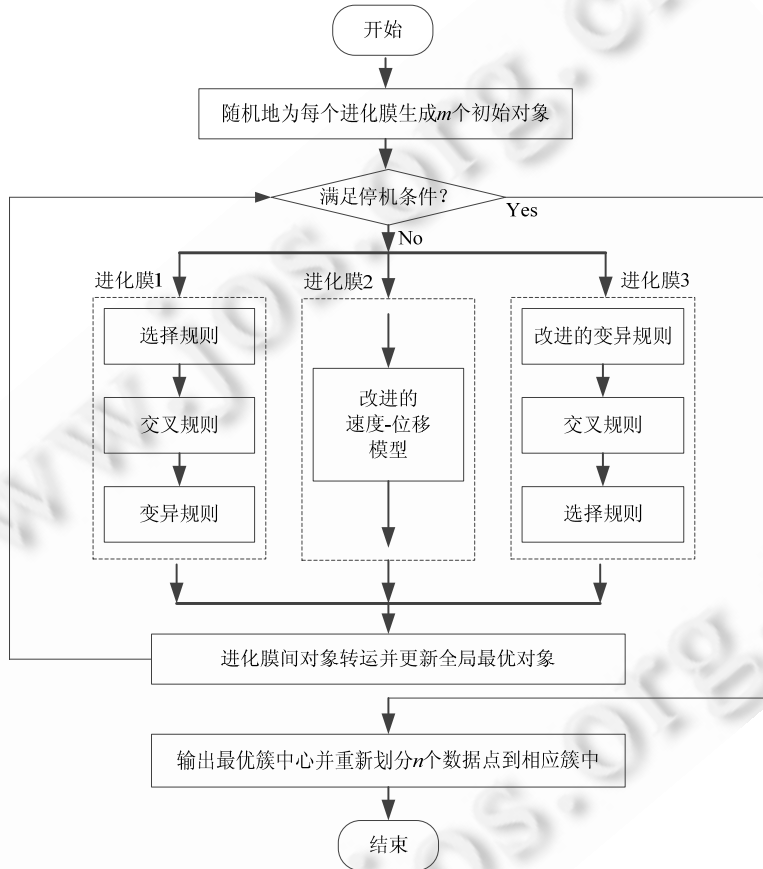 开始
随机地为每个进化膜生成m个初始对象
满足停机条件?
Yes
No
进化膜1
进化膜2
进化膜3
选择规则
交叉规则
变异规则
改进的
速度-位移
模型
改进的变异规则
交叉规则
选择规则
进化膜间对象转运并更新全局最优对象
输出最优簇中心并重新划分n个数据点到相应簇中
结束
www.jos.org.c
os.org.